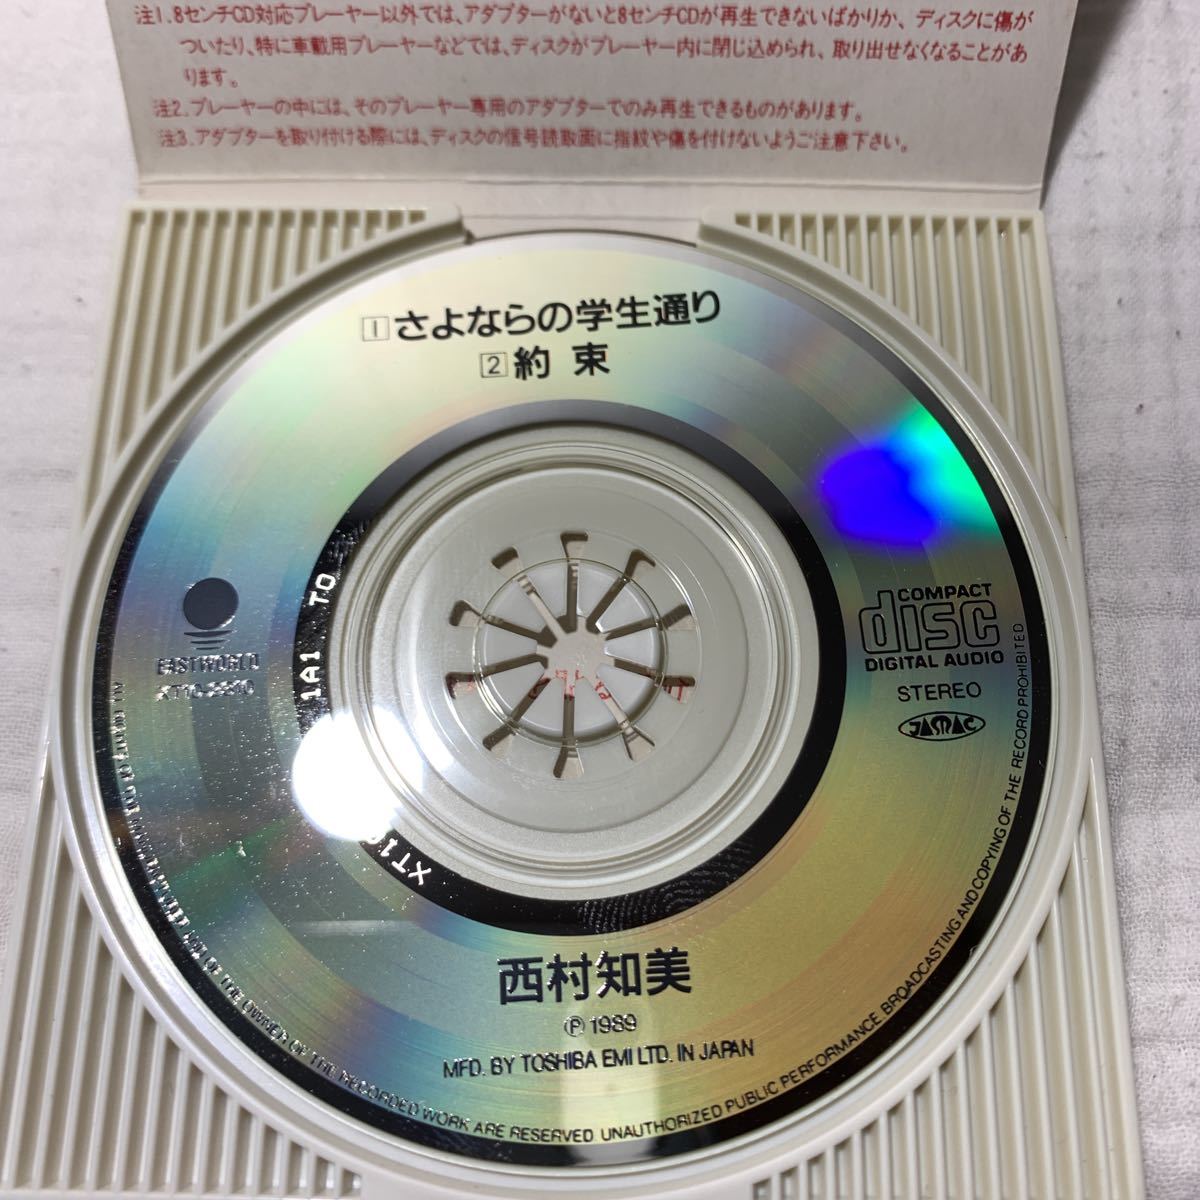 注1.8センチCD対応プレーヤー以外では、アダプターがないと8センチCDが再生できないばかりか、ディスクに傷が
ついたり、特に車載用プレーヤーなどでは、ディスクがプレーヤー内に閉じ込められ、取り出せなくなることがあ
ります。
注2.プレーヤーの中には、そのプレーヤー専用のアダプターでのみ再生できるものがあります。
注3.アダプターを取り付ける際には、ディスクの信号読取面に指紋や傷を付けないようご注意下さい。
1 さよならの学生通り
2 約束
EASTWORLD
COMPACT
disc
DIGITAL AUDIO
STEREO
JASRAC
1A1 TO
XT10
西村知美
Ⓟ 1989
MFD. BY TOSHIBA EMI LTD. IN JAPAN
OF THE OWNER OF THE RECORDED WORK ARE RESERVED. UNAUTHORIZED PUBLIC PERFORMANCE BROADCASTING AND COPYING OF THE RECORD PROHIBITED